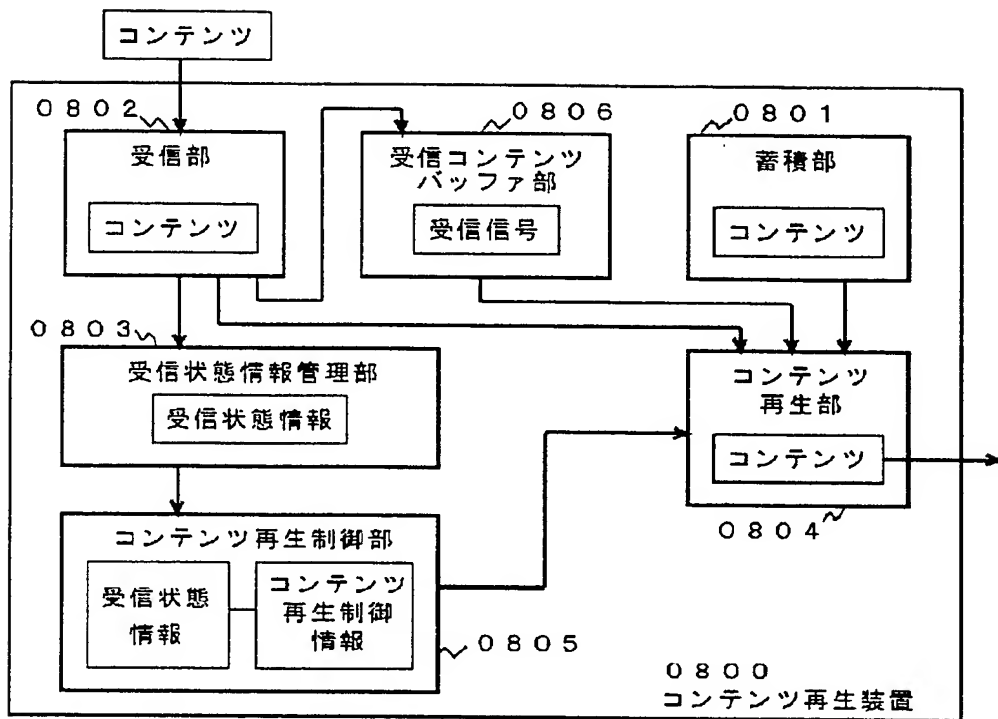 コンテンツ
0802
受信部
コンテンツ
0806
受信コンテンツ
バッファ部
受信信号
0801
蓄積部
コンテンツ
0803
受信状態情報管理部
受信状態情報
コンテンツ
再生部
コンテンツ
0804
コンテンツ再生制御部
受信状態
情報
コンテンツ
再生制御
情報
0805
0800
コンテンツ再生装置